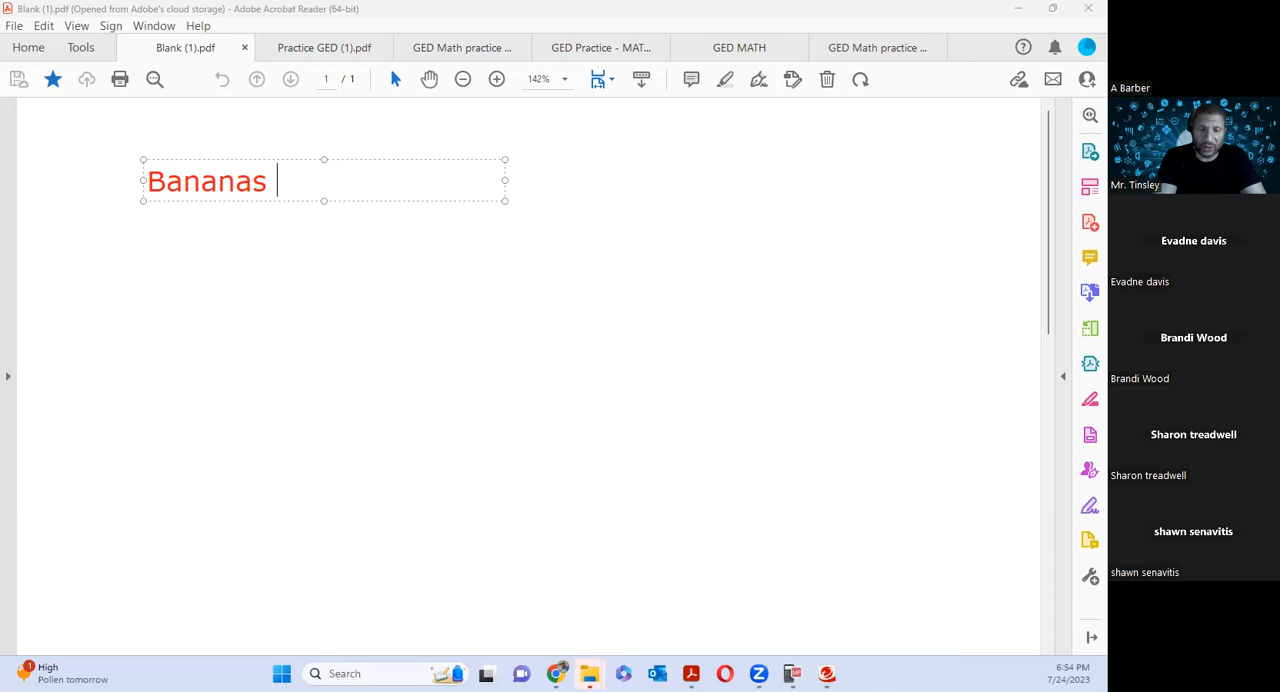 Blank (1).pdf (Opened from Adobe's cloud storage) - Adobe Acrobat Reader (64-bit)
File Edit View Sign Window Help
Home Tools Blank (1).pdf × Practice GED (1).pdf GED Math practice ... GED Practice - MAT... GED MATH GED Math practice ...
1 / 1 142%
Bananas
A Barber
Mr. Tinsley
Evadne davis
Evadne davis
Brandi Wood
Brandi Wood
Sharon treadwell
Sharon treadwell
shawn senavitis
shawn senavitis
1 High
Pollen tomorrow
Search
6:54 PM
7/24/2023